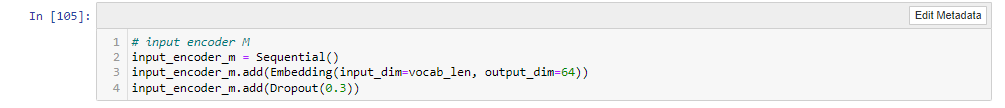 In [105]:
Edit Metadata
1 # input encoder M
2 input_encoder_m = Sequential()
3 input_encoder_m.add(Embedding(input_dim=vocab_len, output_dim=64))
4 input_encoder_m.add(Dropout(0.3))